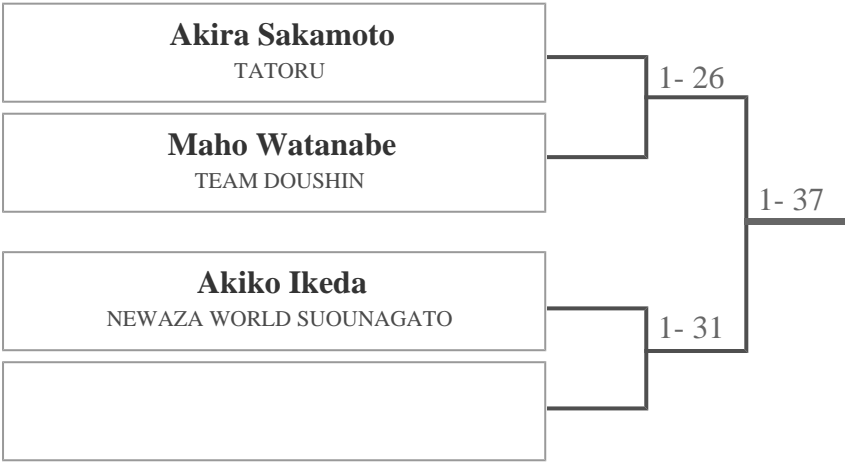 Akira Sakamoto
TATORU
1- 26
Maho Watanabe
TEAM DOUSHIN
1- 37
Akiko Ikeda
NEWAZA WORLD SUOUNAGATO
1- 31